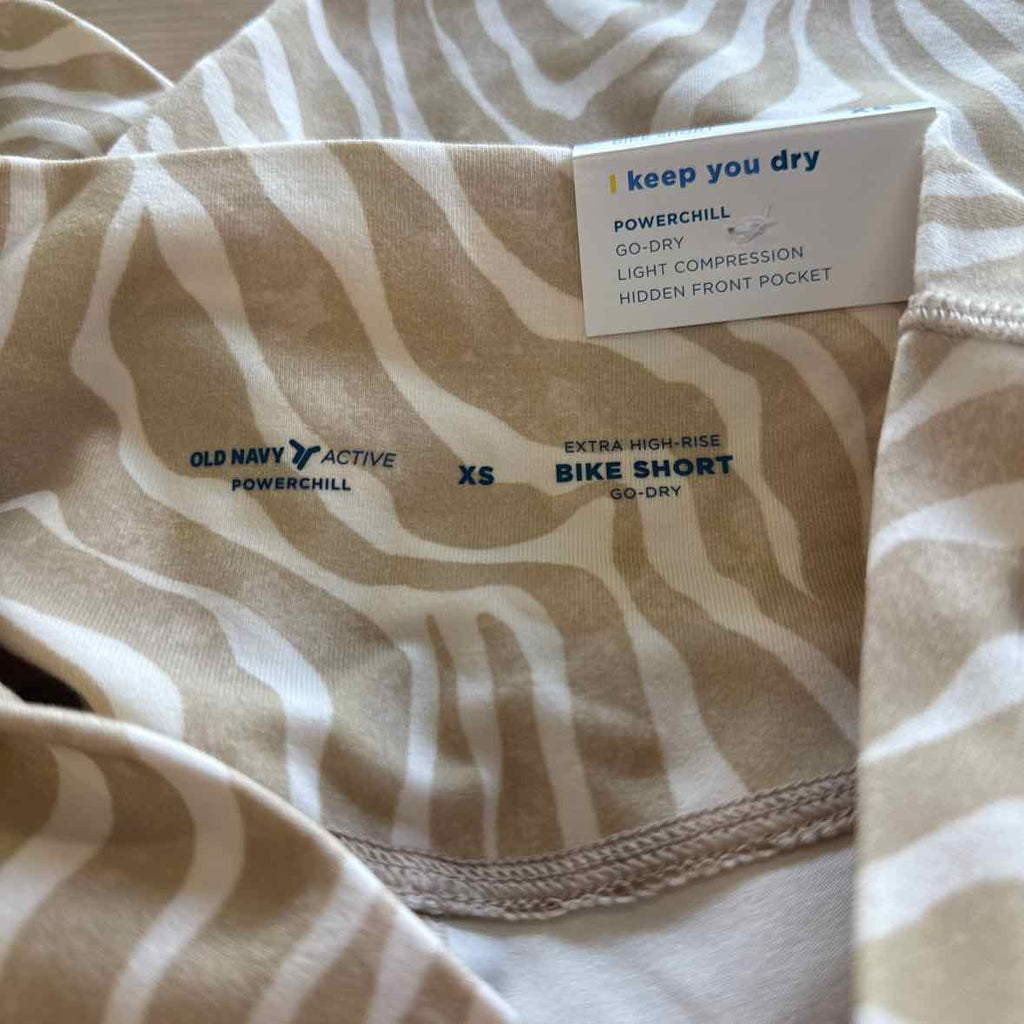 I keep you dry
POWERCHILL
GO-DRY
LIGHT COMPRESSION
HIDDEN FRONT POCKET
OLD NAVY ACTIVE
POWERCHILL
XS
EXTRA HIGH-RISE
BIKE SHORT
GO-DRY